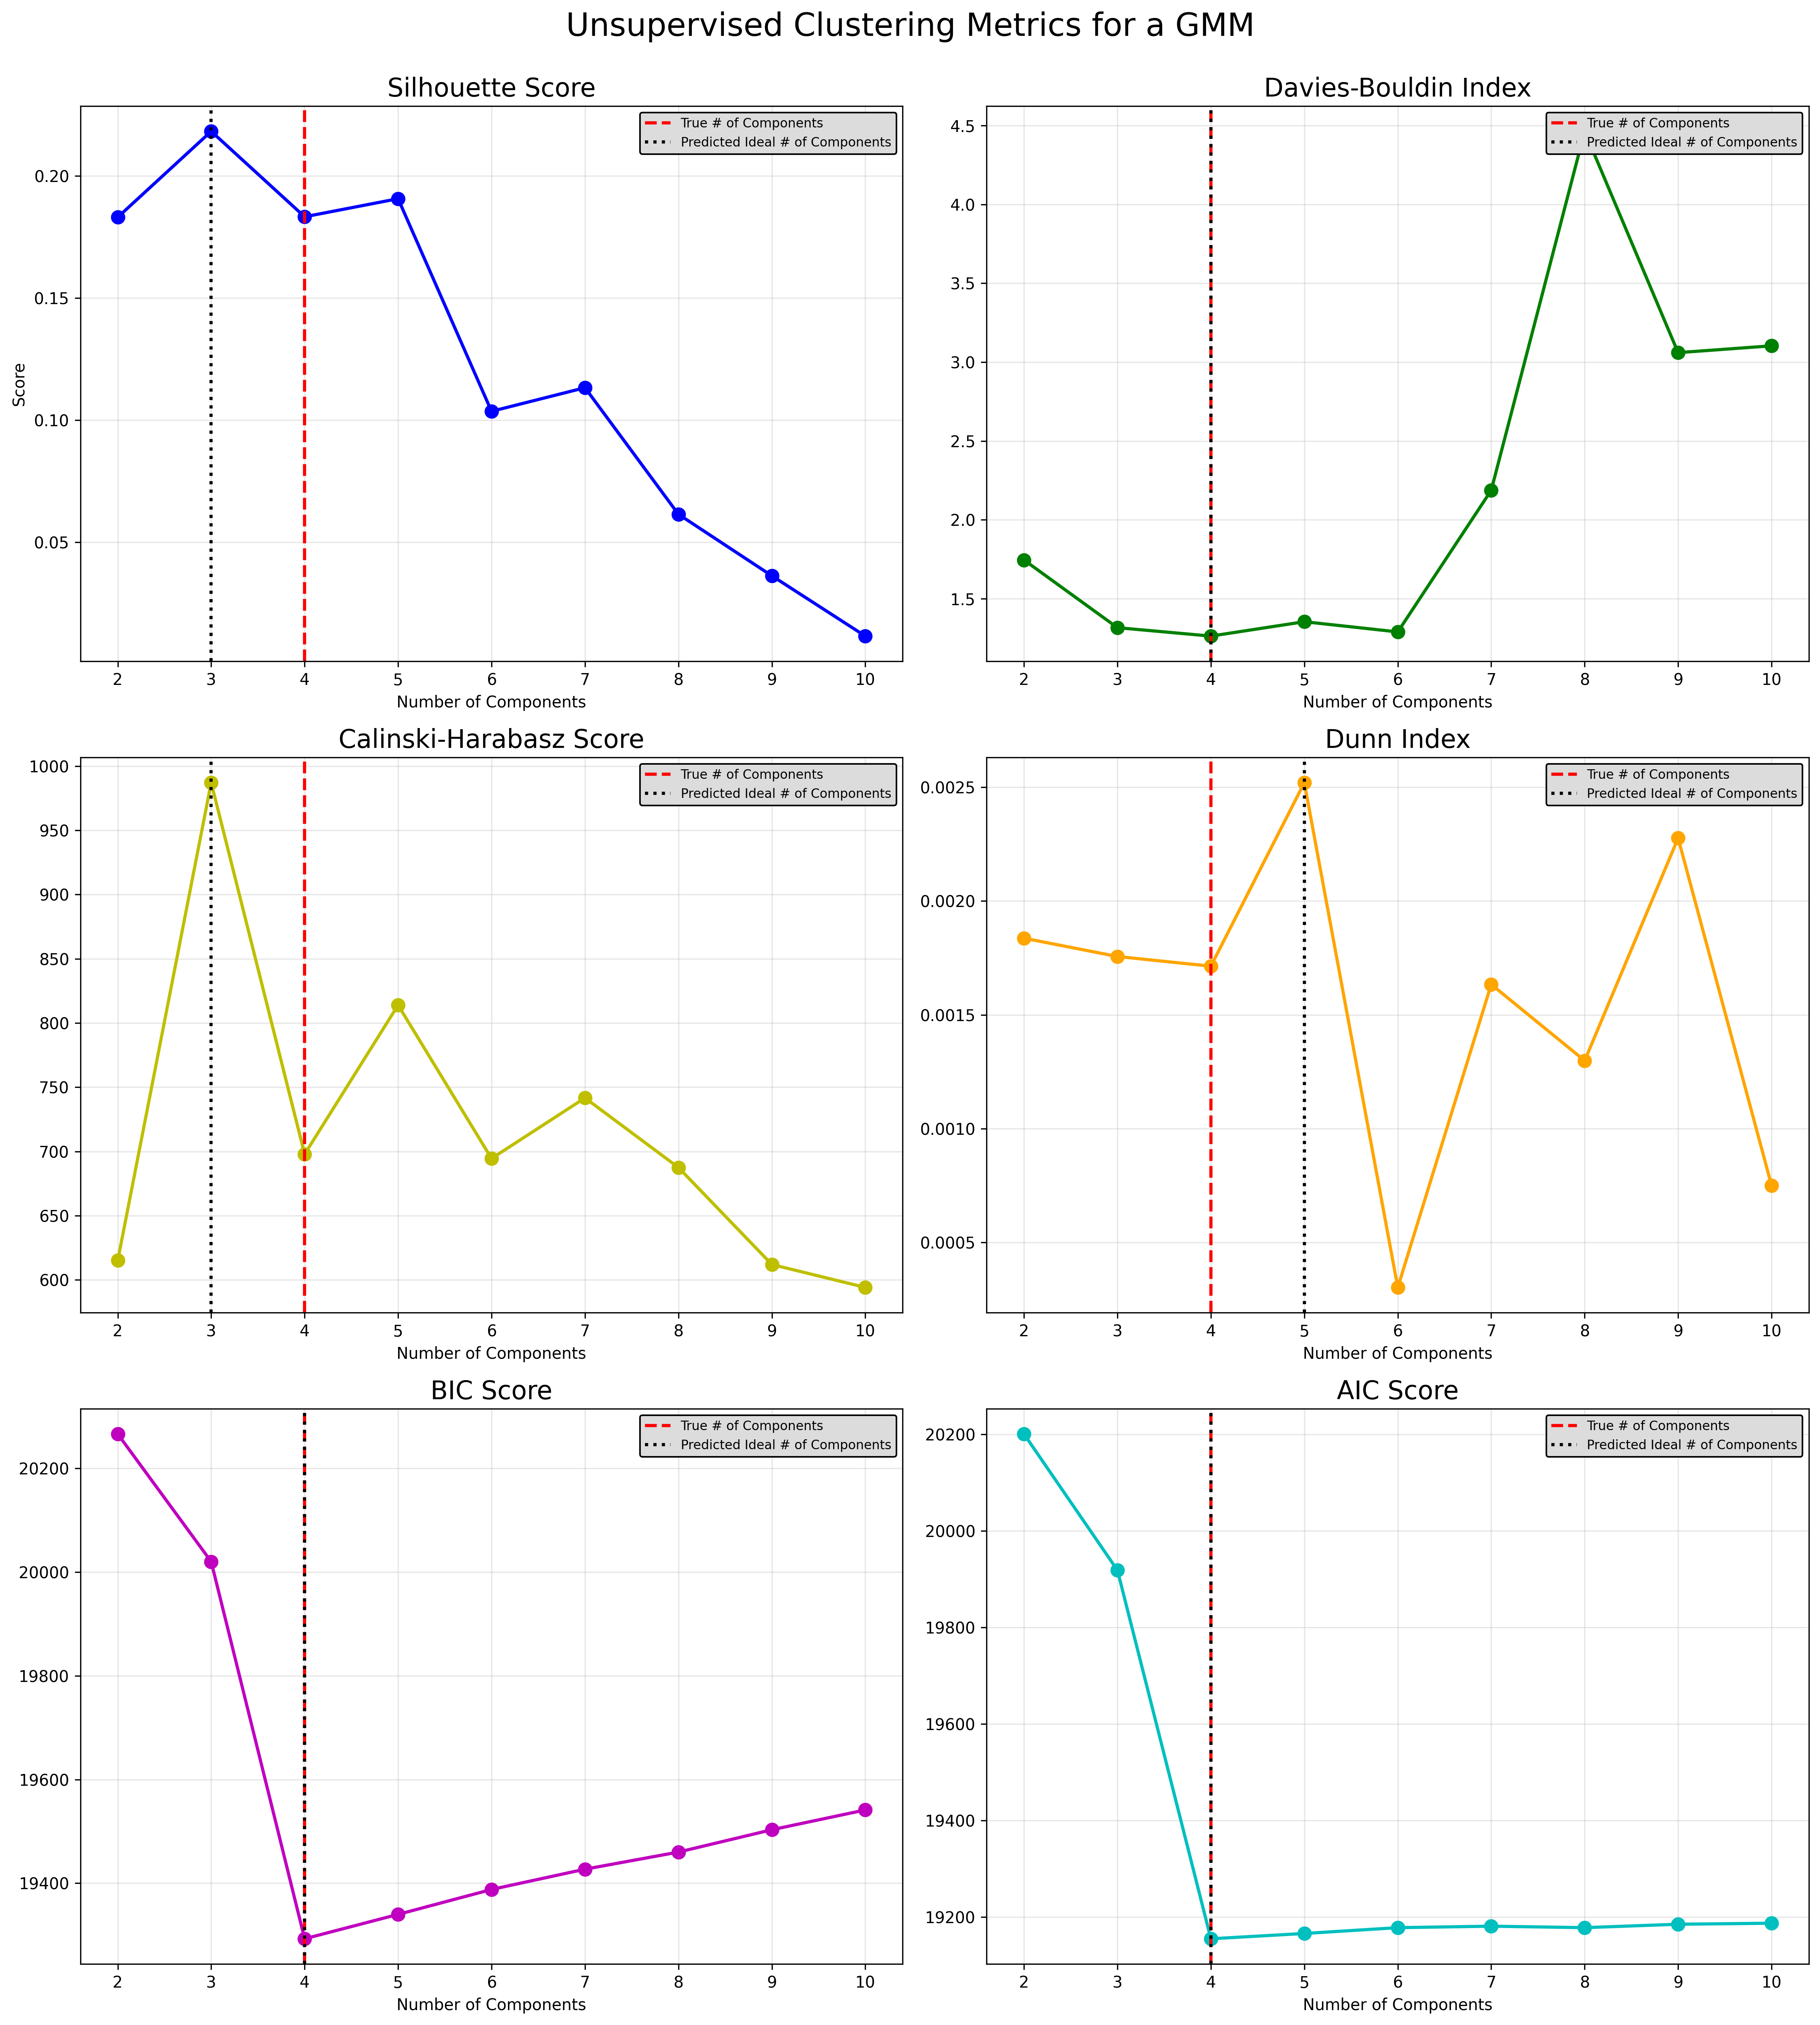 Unsupervised Clustering Metrics for a GMM
Silhouette Score
True # of Components
Predicted Ideal # of Components
0.20
0.15
0.10
0.05
Score
2 3 4 5 6 7 8 9 10
Number of Components
Davies-Bouldin Index
True # of Components
Predicted Ideal # of Components
4.5
4.0
3.5
3.0
2.5
2.0
1.5
2 3 4 5 6 7 8 9 10
Number of Components
Calinski-Harabasz Score
True # of Components
Predicted Ideal # of Components
1000
950
900
850
800
750
700
650
600
2 3 4 5 6 7 8 9 10
Number of Components
Dunn Index
True # of Components
Predicted Ideal # of Components
0.0025
0.0020
0.0015
0.0010
0.0005
2 3 4 5 6 7 8 9 10
Number of Components
BIC Score
True # of Components
Predicted Ideal # of Components
20200
20000
19800
19600
19400
2 3 4 5 6 7 8 9 10
Number of Components
AIC Score
True # of Components
Predicted Ideal # of Components
20200
20000
19800
19600
19400
19200
2 3 4 5 6 7 8 9 10
Number of Components